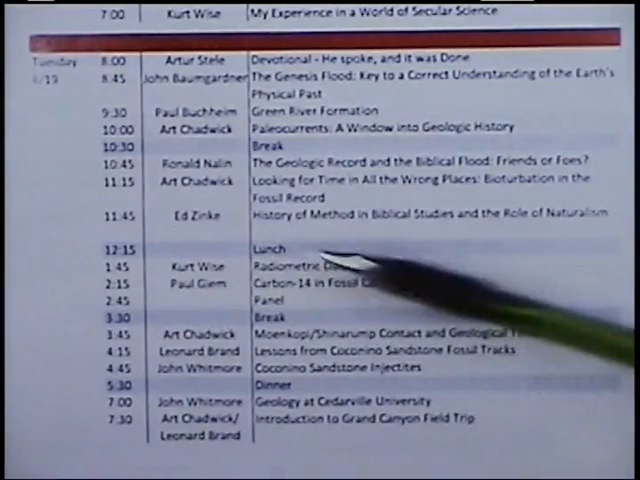 7:00 Kurt Wise My Experience in a World of Secular Science
Tuesday 8:00 Artur Stele Devotional - He spoke, and it was Done
6/19 8:45 John Baumgardner The Genesis Flood: Key to a Correct Understanding of the Earth's
Physical Past
9:30 Paul Buchheim Green River Formation
10:00 Art Chadwick Paleocurrents: A Window into Geologic History
10:30 Break
10:45 Ronald Nalin The Geologic Record and the Biblical Flood: Friends or Foes?
11:15 Art Chadwick Looking for Time in All the Wrong Places: Bioturbation in the
Fossil Record
11:45 Ed Zinke History of Method in Biblical Studies and the Role of Naturalism
12:15 Lunch
1:45 Kurt Wise Radiometric
2:15 Paul Giem Carbon-14 in Fossil
2:45 Panel
3:30 Break
3:45 Art Chadwick Moenkopi/Shinarump Contact and Geological
4:15 Leonard Brand Lessons from Coconino Sandstone Fossil Tracks
4:45 John Whitmore Coconino Sandstone Injectites
5:30 Dinner
7:00 John Whitmore Geology at Cedarville University
7:30 Art Chadwick/ Introduction to Grand Canyon Field Trip
Leonard Brand